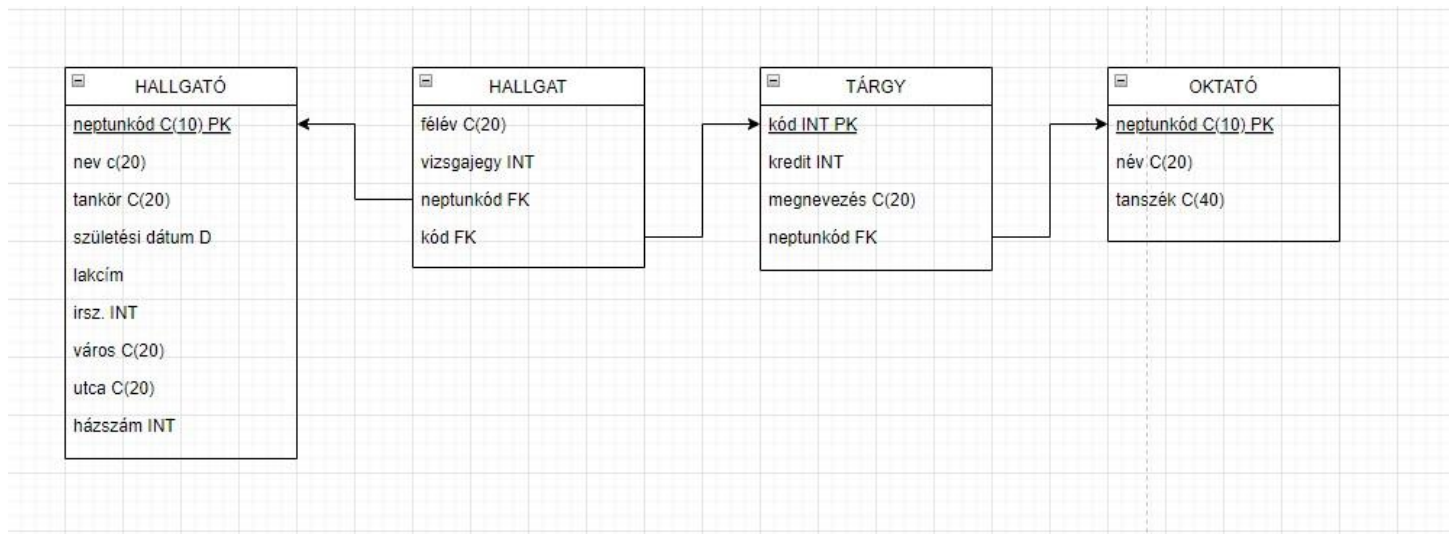 HALLGATÓ
neptunkód C(10) PK
nev c(20)
tankör C(20)
születési dátum D
lakcím
irsz. INT
város C(20)
utca C(20)
házszám INT
HALLGAT
félév C(20)
vizsgajegy INT
neptunkód FK
kód FK
TÁRGY
kód INT PK
kredit INT
megnevezés C(20)
neptunkód FK
OKTATÓ
neptunkód C(10) PK
név C(20)
tanszék C(40)